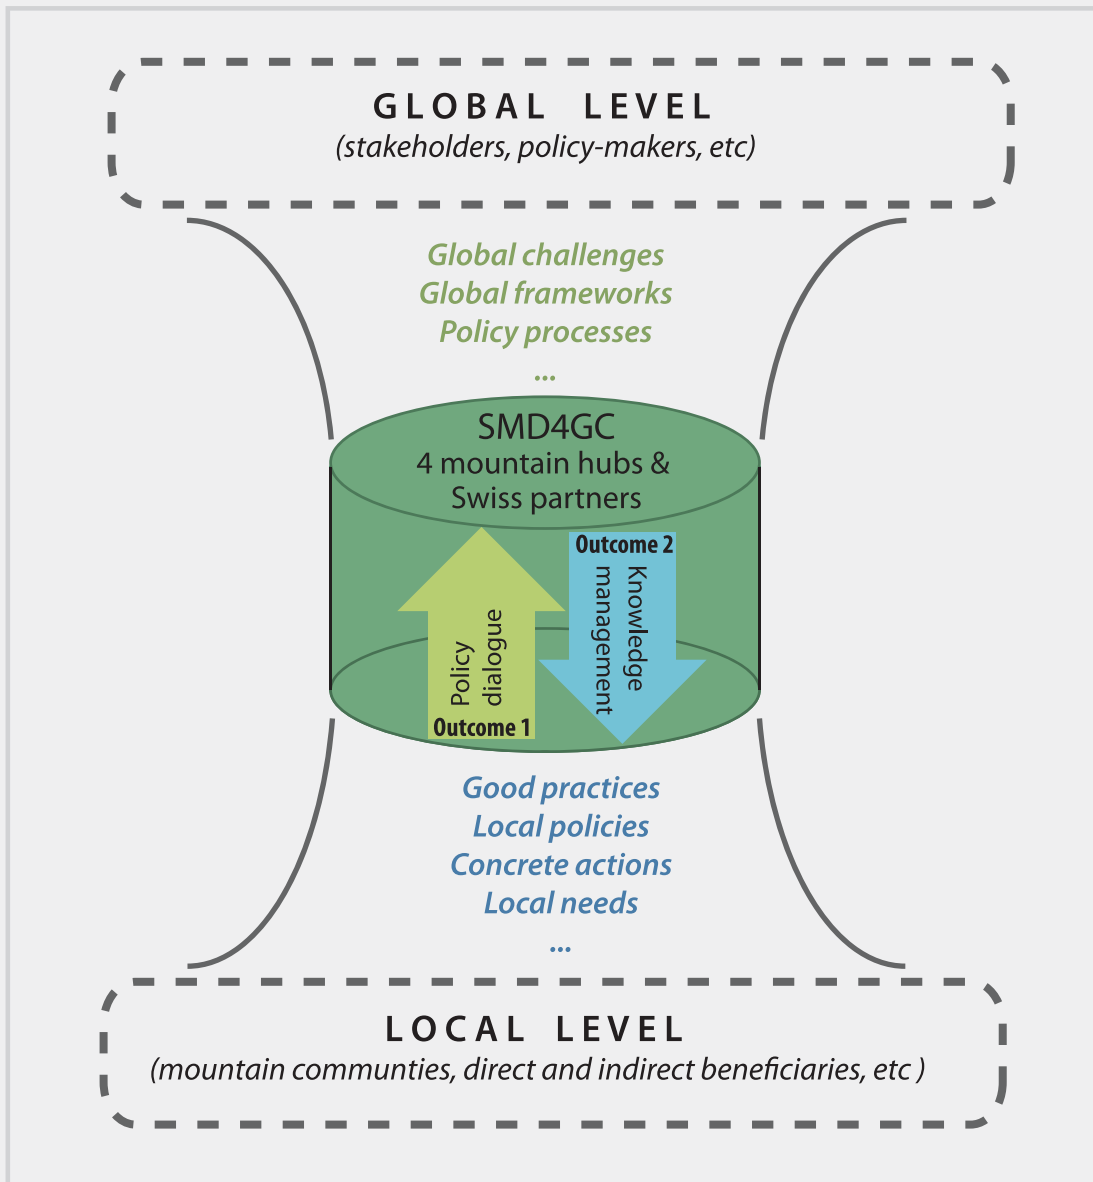 GLOBAL LEVEL
(stakeholders, policy-makers, etc)
Global challenges
Global frameworks
Policy processes
...
SMD4GC
4 mountain hubs &
Swiss partners
Policy
dialogue
Outcome 1
Outcome 2
Knowledge
management
Good practices
Local policies
Concrete actions
Local needs
...
LOCAL LEVEL
(mountain communties, direct and indirect beneficiaries, etc )